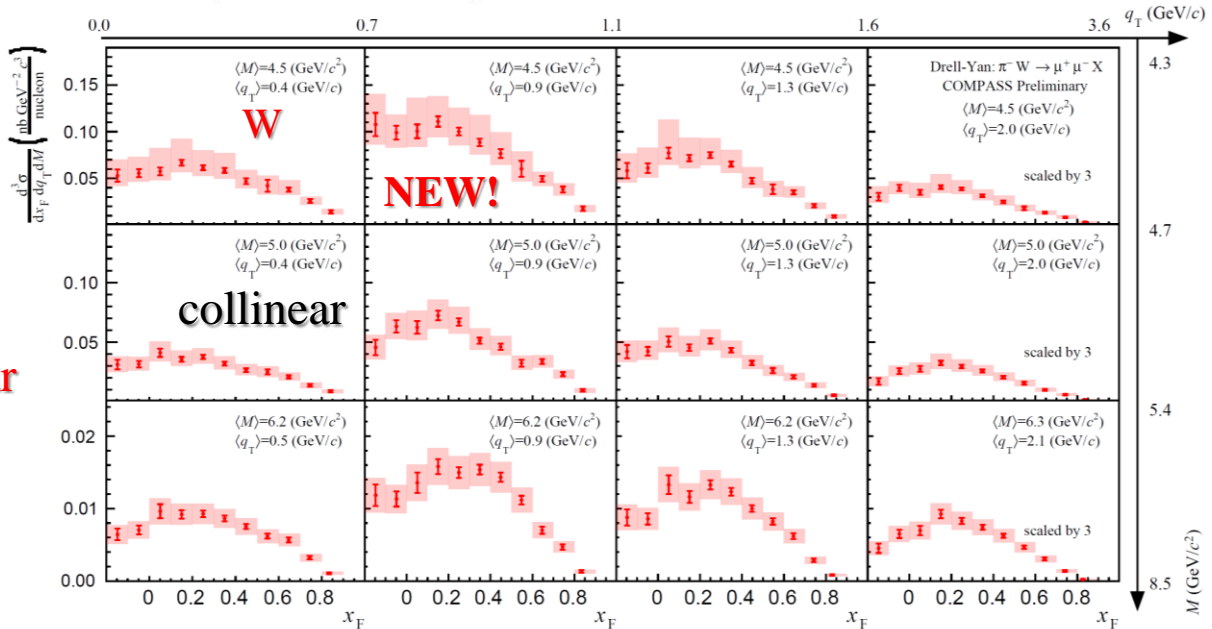 0.0 0.7 1.1 1.6 3.6 q_T (GeV/c)
d³σ / dx_F dq_T dM (nb GeV⁻² c³ / nucleon)
0.15
0.10
0.05
⟨M⟩=4.5 (GeV/c²)
⟨q_T⟩=0.4 (GeV/c)
W
⟨M⟩=4.5 (GeV/c²)
⟨q_T⟩=0.9 (GeV/c)
NEW!
⟨M⟩=4.5 (GeV/c²)
⟨q_T⟩=1.3 (GeV/c)
Drell-Yan: π⁻ W → μ⁺ μ⁻ X
COMPASS Preliminary
⟨M⟩=4.5 (GeV/c²)
⟨q_T⟩=2.0 (GeV/c)
scaled by 3
4.3
4.7
0.10
0.05
⟨M⟩=5.0 (GeV/c²)
⟨q_T⟩=0.4 (GeV/c)
collinear
⟨M⟩=5.0 (GeV/c²)
⟨q_T⟩=0.9 (GeV/c)
⟨M⟩=5.0 (GeV/c²)
⟨q_T⟩=1.3 (GeV/c)
⟨M⟩=5.0 (GeV/c²)
⟨q_T⟩=2.0 (GeV/c)
scaled by 3
5.4
0.02
0.01
0.00
⟨M⟩=6.2 (GeV/c²)
⟨q_T⟩=0.5 (GeV/c)
⟨M⟩=6.2 (GeV/c²)
⟨q_T⟩=0.9 (GeV/c)
⟨M⟩=6.2 (GeV/c²)
⟨q_T⟩=1.3 (GeV/c)
⟨M⟩=6.3 (GeV/c²)
⟨q_T⟩=2.1 (GeV/c)
scaled by 3
8.5
M (GeV/c²)
0 0.2 0.4 0.6 0.8 0 0.2 0.4 0.6 0.8 0 0.2 0.4 0.6 0.8 0 0.2 0.4 0.6 0.8
x_F x_F x_F x_F